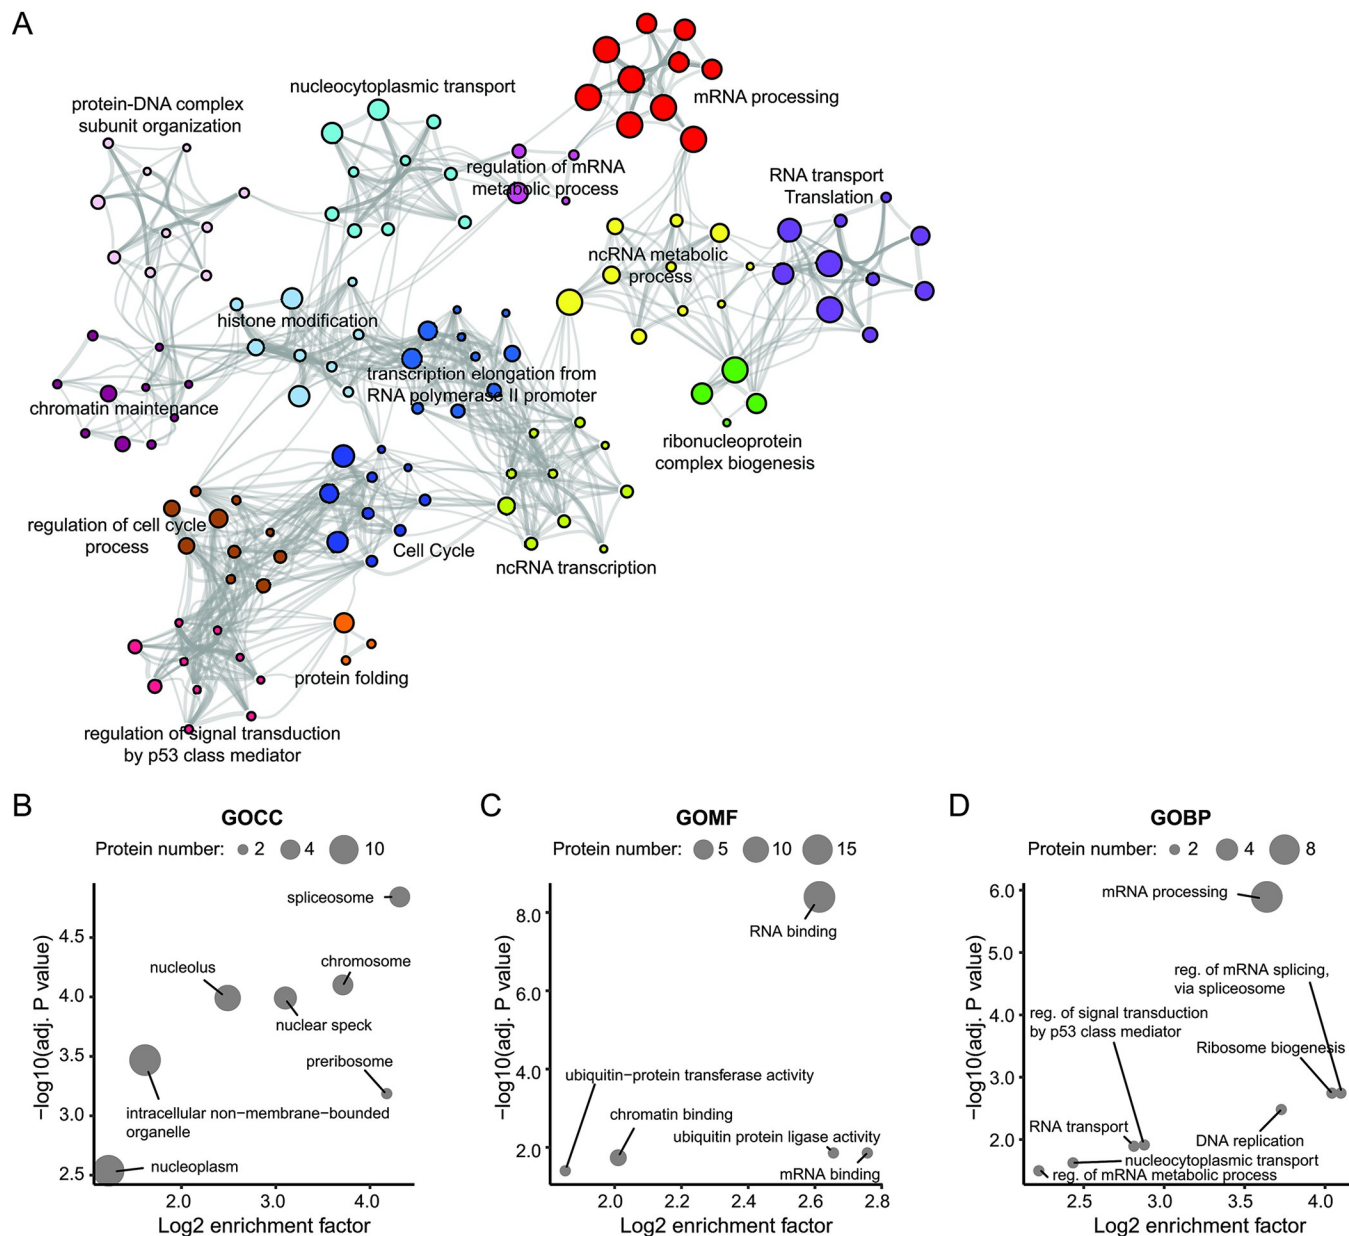 A
nucleocytoplasmic transport
protein-DNA complex
subunit organization
mRNA processing
regulation of mRNA
metabolic process
RNA transport
Translation
ncRNA metabolic
process
histone modification
transcription elongation from
RNA polymerase II promoter
chromatin maintenance
ribonucleoprotein
complex biogenesis
regulation of cell cycle
process
Cell Cycle
ncRNA transcription
protein folding
regulation of signal transduction
by p53 class mediator
B
GOCC
Protein number: 2 4 10
spliceosome
nucleolus
chromosome
nuclear speck
preribosome
intracellular non−membrane−bounded
organelle
nucleoplasm
−log10(adj. P value)
4.5
4.0
3.5
3.0
2.5
2.0 3.0 4.0
Log2 enrichment factor
C
GOMF
Protein number: 5 10 15
RNA binding
ubiquitin−protein transferase activity
chromatin binding
ubiquitin protein ligase activity
mRNA binding
−log10(adj. P value)
8.0
6.0
4.0
2.0
2.0 2.2 2.4 2.6 2.8
Log2 enrichment factor
D
GOBP
Protein number: 2 4 8
mRNA processing
reg. of mRNA splicing,
via spliceosome
reg. of signal transduction
by p53 class mediator
Ribosome biogenesis
RNA transport
DNA replication
nucleocytoplasmic transport
reg. of mRNA metabolic process
−log10(adj. P value)
6.0
5.0
4.0
3.0
2.0
2.5 3.0 3.5 4.0
Log2 enrichment factor